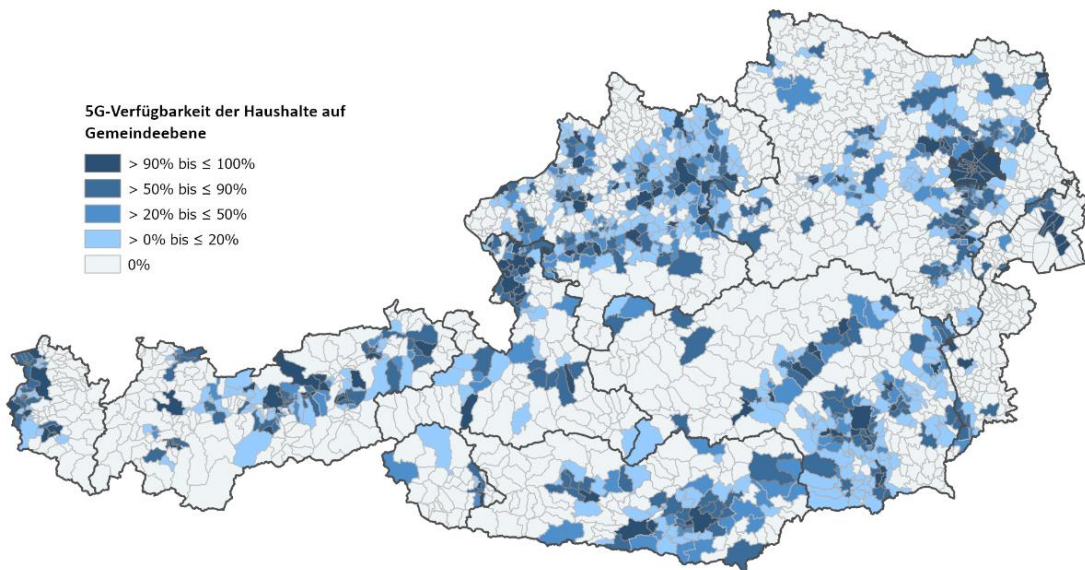 5G-Verfügbarkeit der Haushalte auf
Gemeindeebene
> 90% bis ≤ 100%
> 50% bis ≤ 90%
> 20% bis ≤ 50%
> 0% bis ≤ 20%
0%